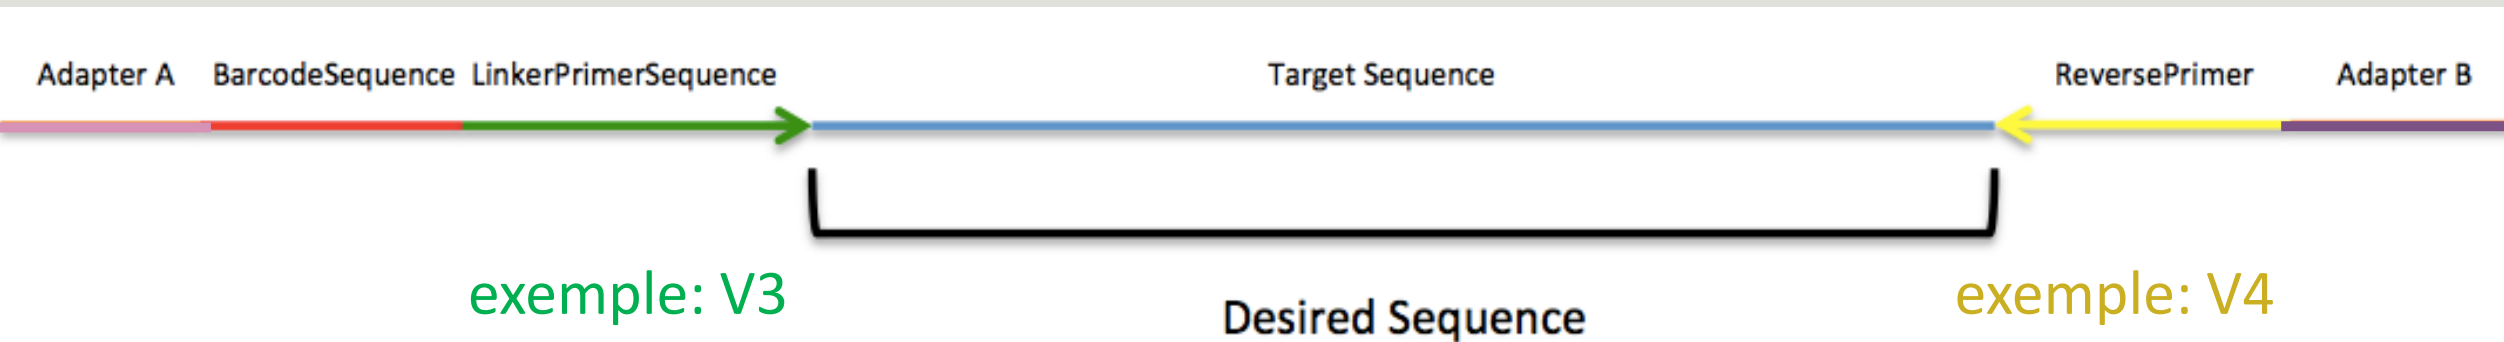 Adapter A BarcodeSequence LinkerPrimerSequence Target Sequence ReversePrimer Adapter B
exemple: V3 exemple: V4
Desired Sequence